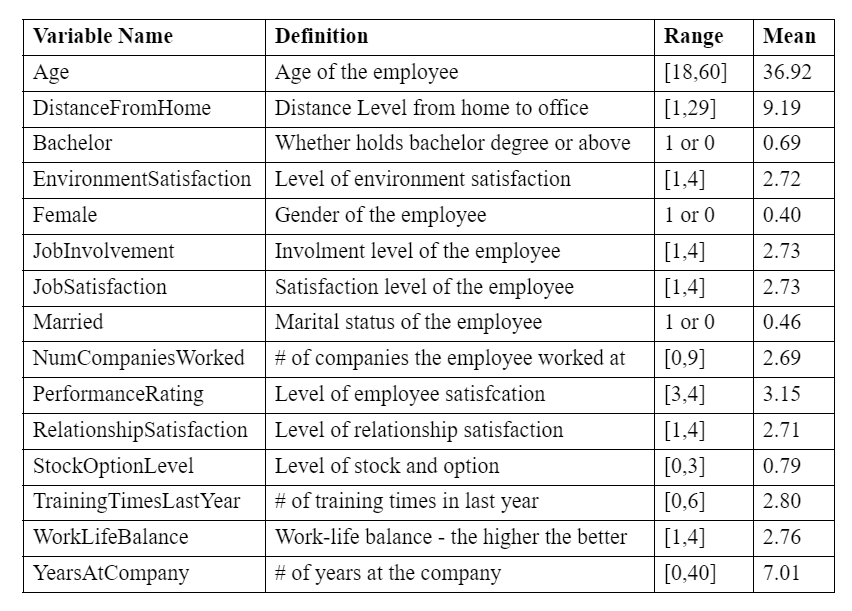 Variable Name Definition Range Mean
Age Age of the employee [18,60] 36.92
DistanceFromHome Distance Level from home to office [1,29] 9.19
Bachelor Whether holds bachelor degree or above 1 or 0 0.69
EnvironmentSatisfaction Level of environment satisfaction [1,4] 2.72
Female Gender of the employee 1 or 0 0.40
JobInvolvement Involment level of the employee [1,4] 2.73
JobSatisfaction Satisfaction level of the employee [1,4] 2.73
Married Marital status of the employee 1 or 0 0.46
NumCompaniesWorked # of companies the employee worked at [0,9] 2.69
PerformanceRating Level of employee satisfcation [3,4] 3.15
RelationshipSatisfaction Level of relationship satisfaction [1,4] 2.71
StockOptionLevel Level of stock and option [0,3] 0.79
TrainingTimesLastYear # of training times in last year [0,6] 2.80
WorkLifeBalance Work-life balance - the higher the better [1,4] 2.76
YearsAtCompany # of years at the company [0,40] 7.01